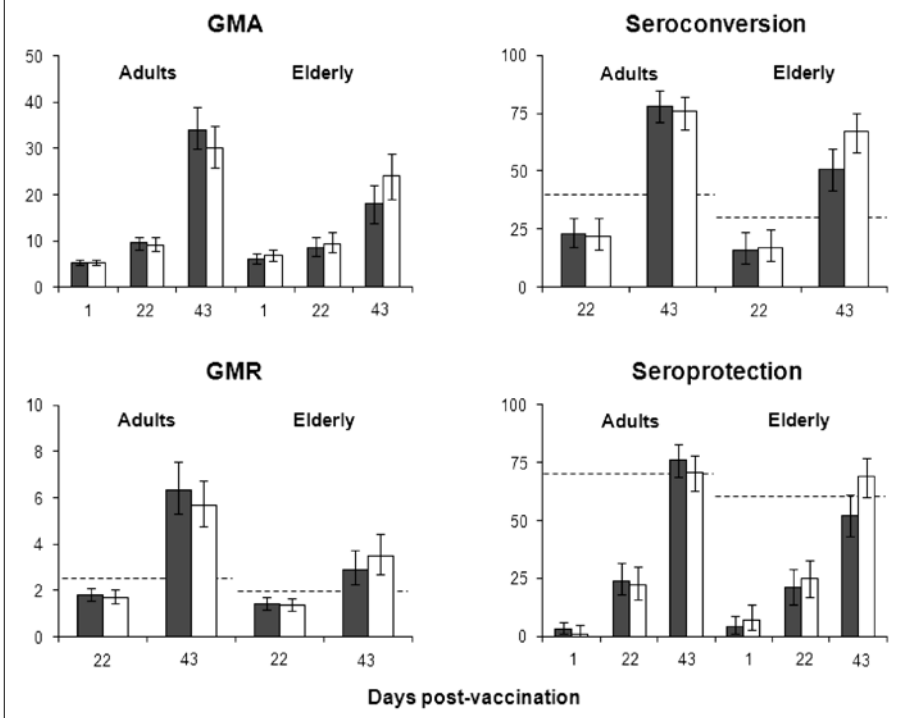 GMA
50
40
30
20
10
0
Adults Elderly
1 22 43 1 22 43
Seroconversion
100
75
50
25
0
Adults Elderly
22 43 22 43
GMR
10
8
6
4
2
0
Adults Elderly
22 43 22 43
Seroprotection
100
75
50
25
0
Adults Elderly
1 22 43 1 22 43
Days post-vaccination